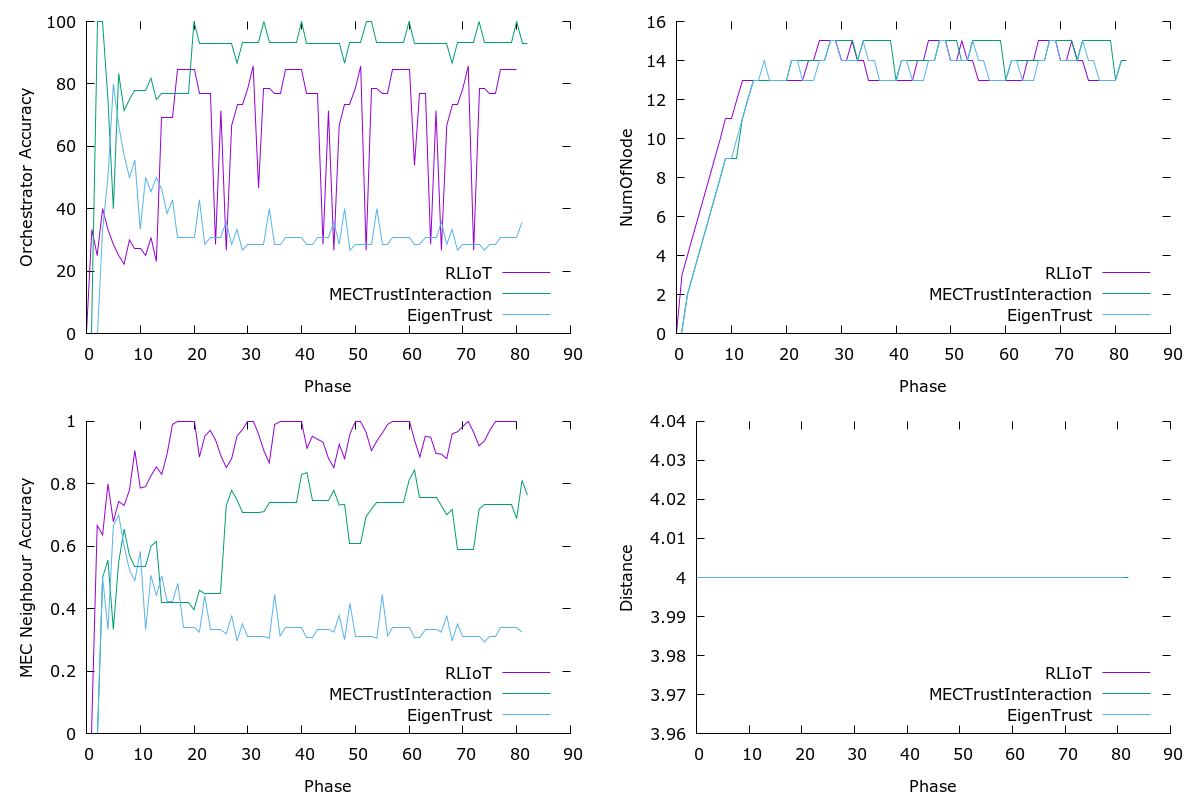 100
80
60
40
20
0
Orchestrator Accuracy
RLIoT
MECTrustInteraction
EigenTrust
0 10 20 30 40 50 60 70 80 90
Phase
16
14
12
10
8
6
4
2
0
NumOfNode
RLIoT
MECTrustInteraction
EigenTrust
0 10 20 30 40 50 60 70 80 90
Phase
1
0.8
0.6
0.4
0.2
0
MEC Neighbour Accuracy
RLIoT
MECTrustInteraction
EigenTrust
0 10 20 30 40 50 60 70 80 90
Phase
4.04
4.03
4.02
4.01
4
3.99
3.98
3.97
3.96
Distance
RLIoT
MECTrustInteraction
EigenTrust
0 10 20 30 40 50 60 70 80 90
Phase